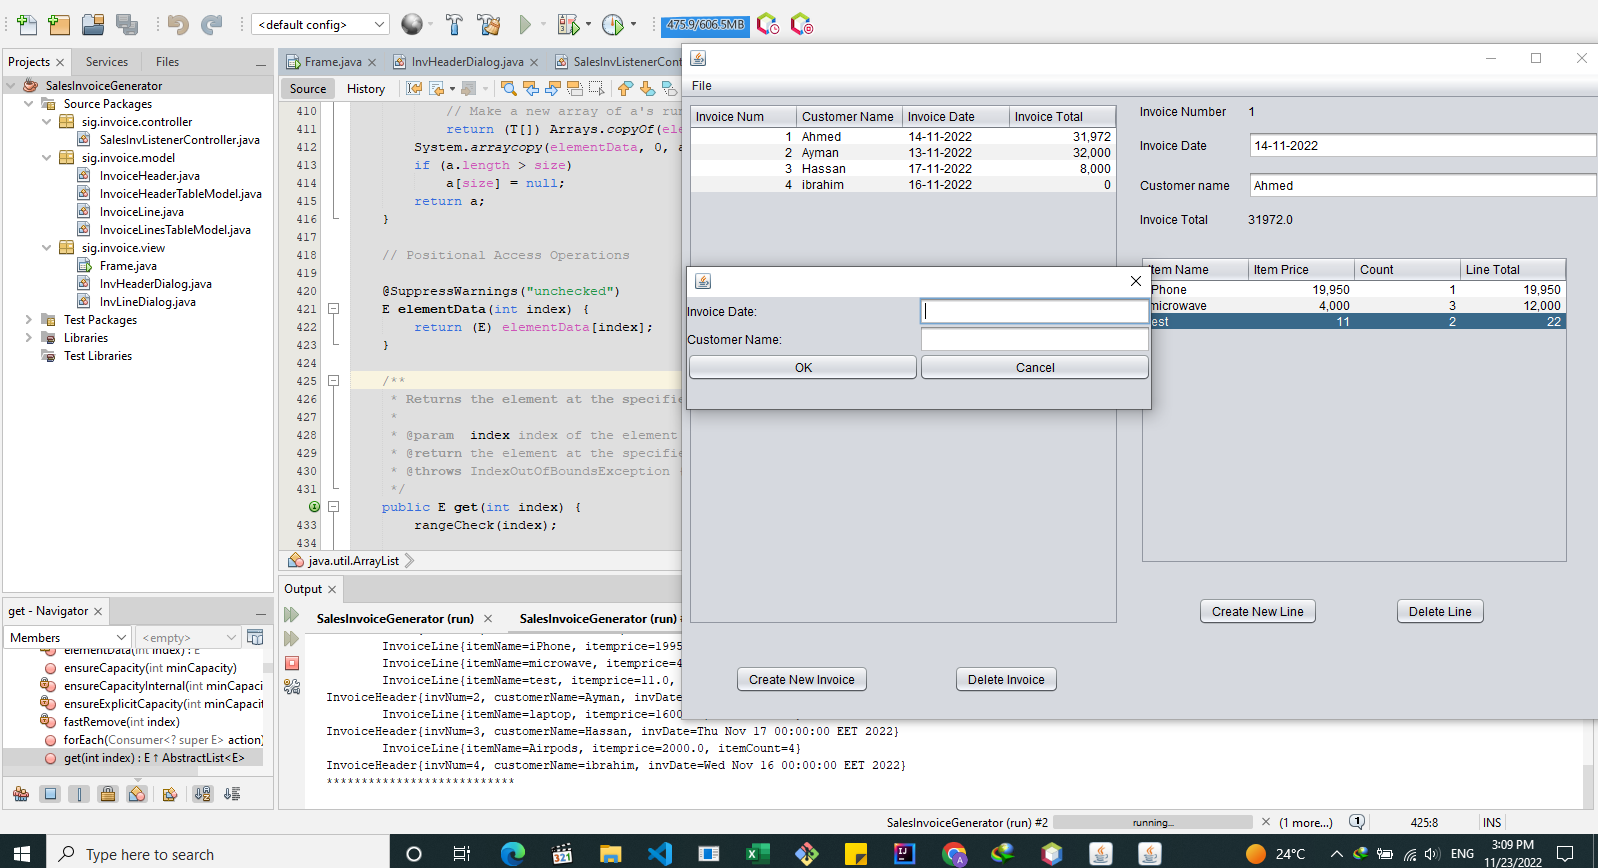 <default config>
475.9/606.5MB
Projects
Services
Files
SalesInvoiceGenerator
Source Packages
sig.invoice.controller
SalesInvListenerController.java
sig.invoice.model
InvoiceHeader.java
InvoiceHeaderTableModel.java
InvoiceLine.java
InvoiceLinesTableModel.java
sig.invoice.view
Frame.java
InvHeaderDialog.java
InvLineDialog.java
Test Packages
Libraries
Test Libraries
get - Navigator
Members
<empty>
elementData(int index) : E
ensureCapacity(int minCapacity)
ensureCapacityInternal(int minCapaci
ensureExplicitCapacity(int minCapacit
fastRemove(int index)
forEach(Consumer<? super E> action)
get(int index) : E ↑ AbstractList<E>
Frame.java
InvHeaderDialog.java
SalesInvListenerCont
Source
History
410 // Make a new array of a's ru
411 return (T[]) Arrays.copyOf(ele
412 System.arraycopy(elementData, 0, a
413 if (a.length > size)
414 a[size] = null;
415 return a;
416 }
417
418 // Positional Access Operations
419
420 @SuppressWarnings("unchecked")
421 E elementData(int index) {
422 return (E) elementData[index];
423 }
424
425 /**
426 * Returns the element at the specifie
427 *
428 * @param index index of the element
429 * @return the element at the specifie
430 * @throws IndexOutOfBoundsException
431 */
public E get(int index) {
433 rangeCheck(index);
434
java.util.ArrayList
Output
SalesInvoiceGenerator (run)
SalesInvoiceGenerator (run)
InvoiceLine{itemName=iPhone, itemprice=1995
InvoiceLine{itemName=microwave, itemprice=4
InvoiceLine{itemName=test, itemprice=11.0,
InvoiceHeader{invNum=2, customerName=Ayman, invDate
InvoiceLine{itemName=laptop, itemprice=1600
InvoiceHeader{invNum=3, customerName=Hassan, invDate=Thu Nov 17 00:00:00 EET 2022}
InvoiceLine{itemName=Airpods, itemprice=2000.0, itemCount=4}
InvoiceHeader{invNum=4, customerName=ibrahim, invDate=Wed Nov 16 00:00:00 EET 2022}
***************************
File
Invoice Num Customer Name Invoice Date Invoice Total
1 Ahmed 14-11-2022 31,972
2 Ayman 13-11-2022 32,000
3 Hassan 17-11-2022 8,000
4 ibrahim 16-11-2022 0
Invoice Number 1
Invoice Date 14-11-2022
Customer name Ahmed
Invoice Total 31972.0
Item Name Item Price Count Line Total
Phone 19,950 1 19,950
microwave 4,000 3 12,000
est 11 2 22
Invoice Date:
Customer Name:
OK
Cancel
Create New Line
Delete Line
Create New Invoice
Delete Invoice
SalesInvoiceGenerator (run) #2
running...
(1 more...)
1
425:8
INS
Type here to search
321
24°C
ENG
3:09 PM
11/23/2022